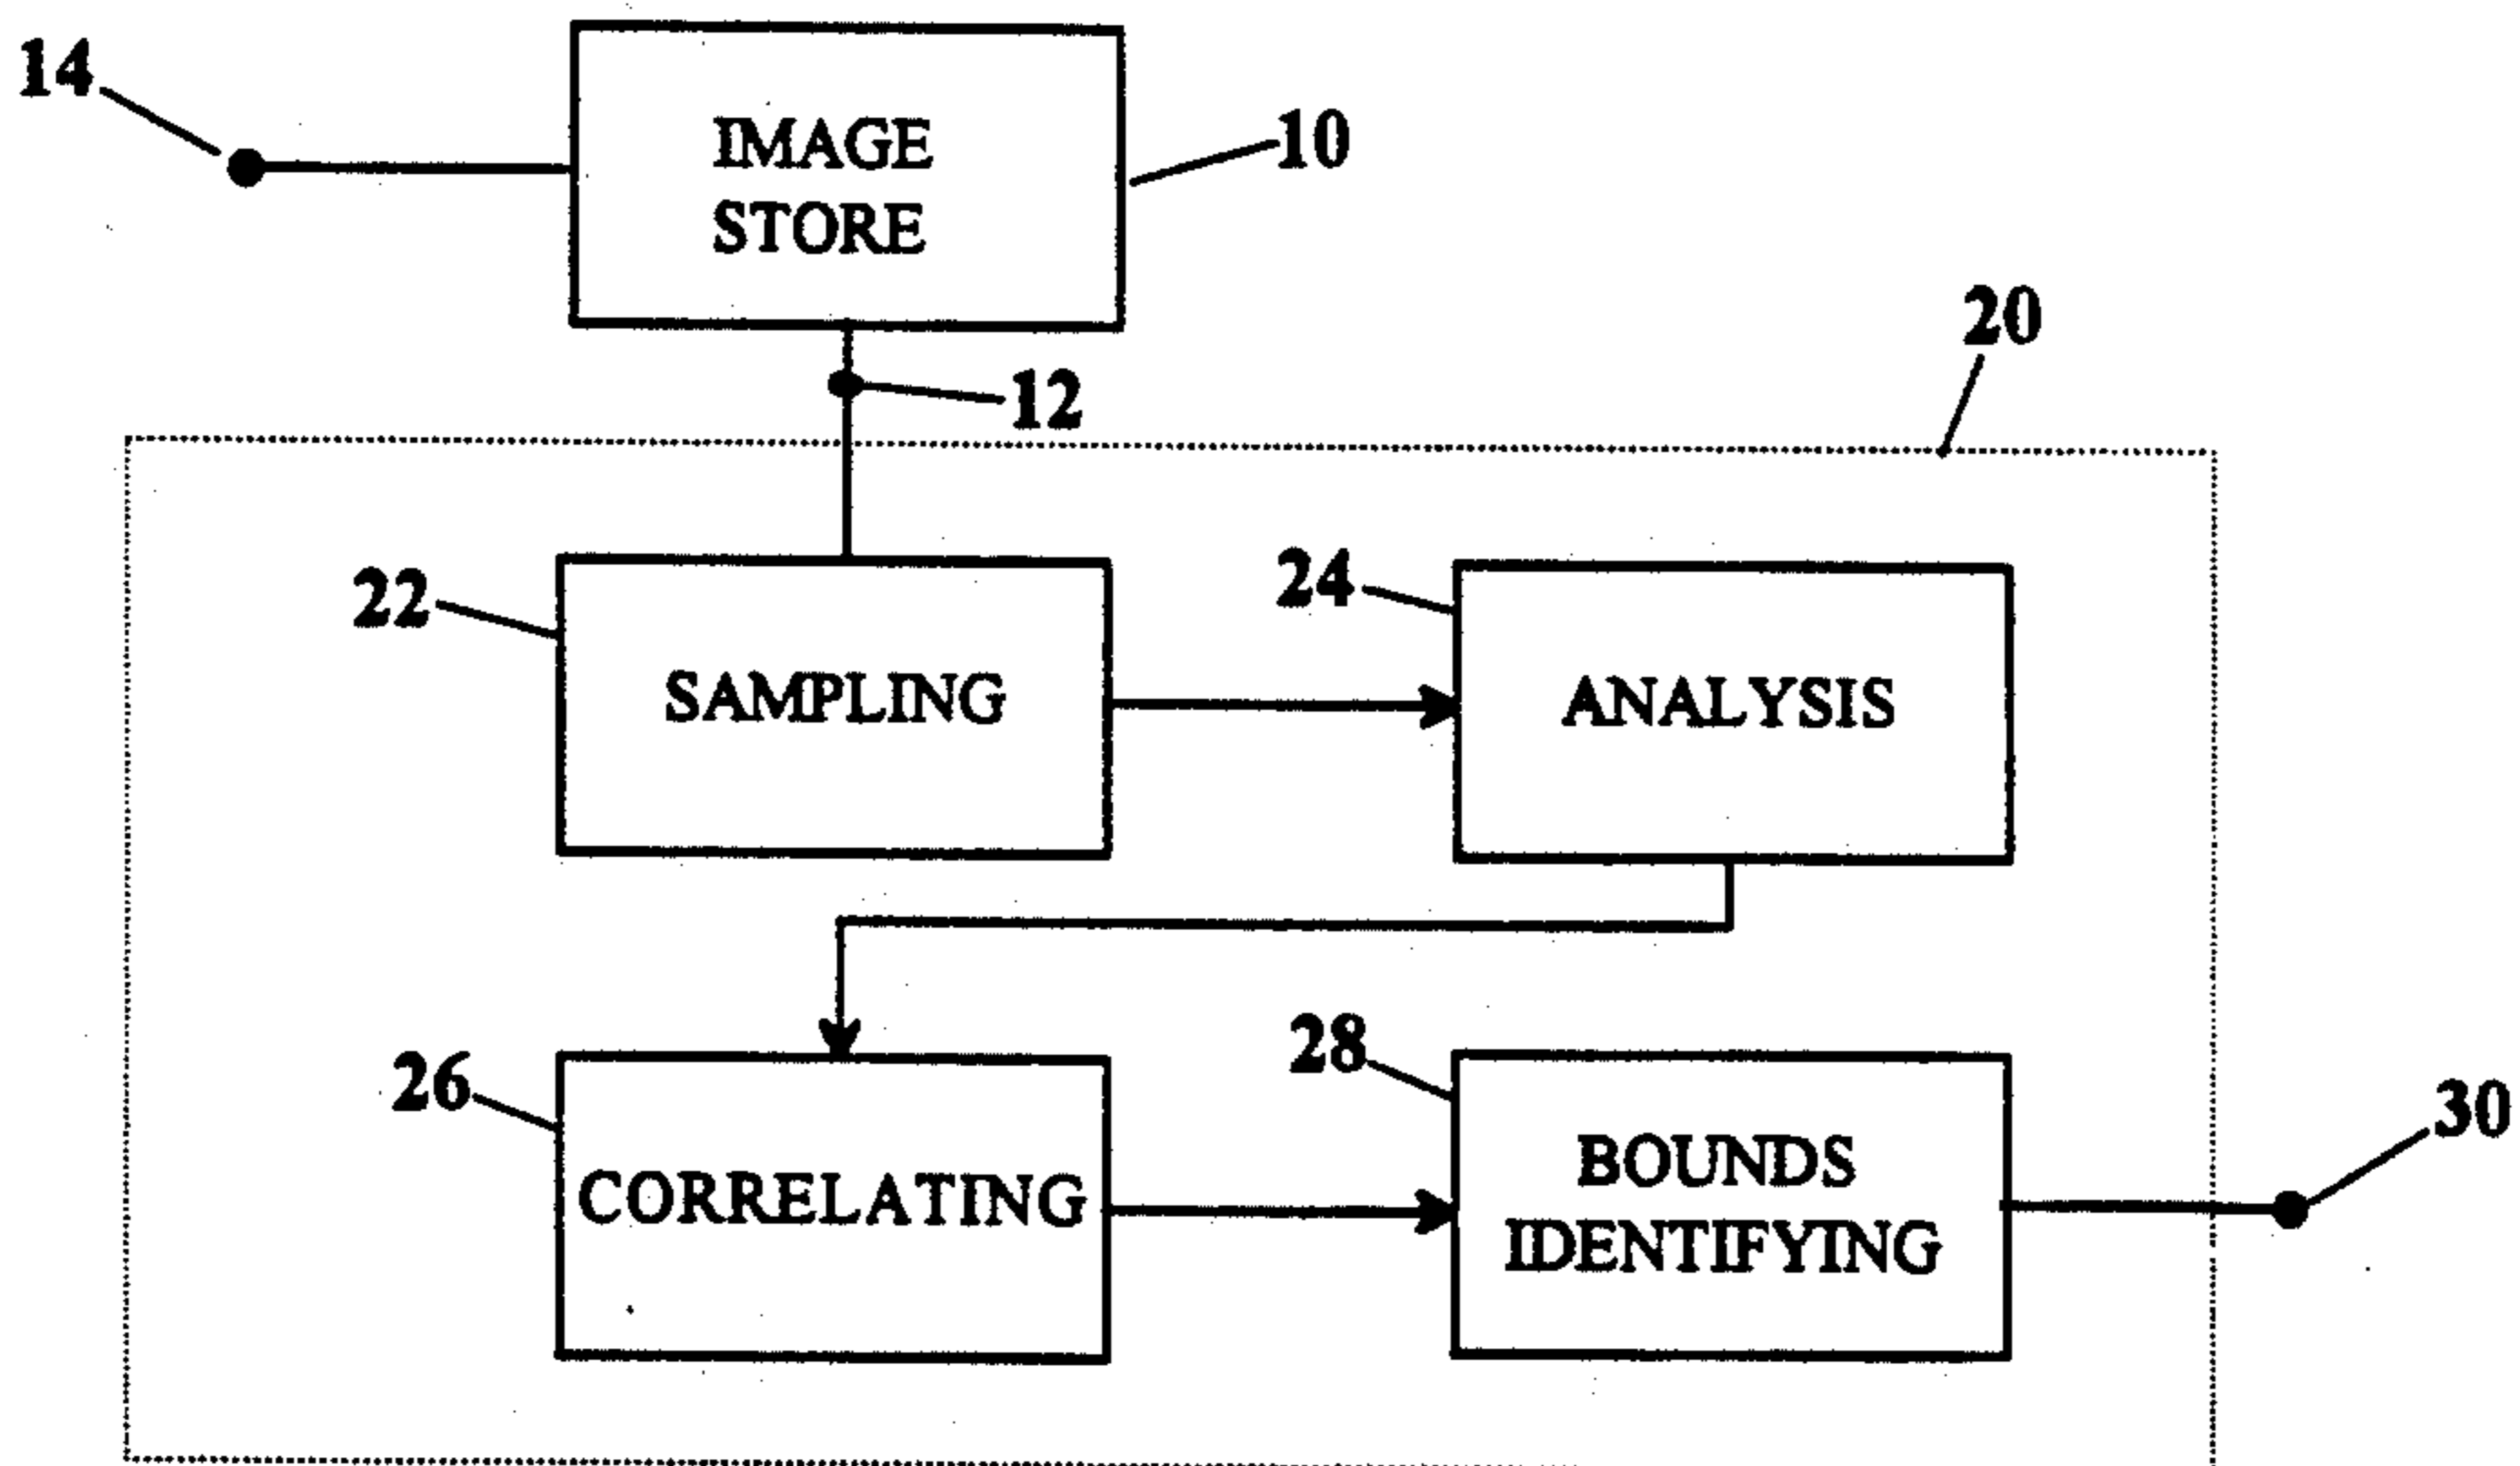 14
IMAGE
STORE
10
12
20
22
SAMPLING
24
ANALYSIS
26
CORRELATING
28
BOUNDS
IDENTIFYING
30